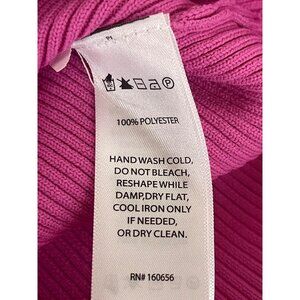 100% POLYESTER
HAND WASH COLD,
DO NOT BLEACH,
RESHAPE WHILE
DAMP,DRY FLAT,
COOL IRON ONLY
IF NEEDED,
OR DRY CLEAN.
RN# 160656